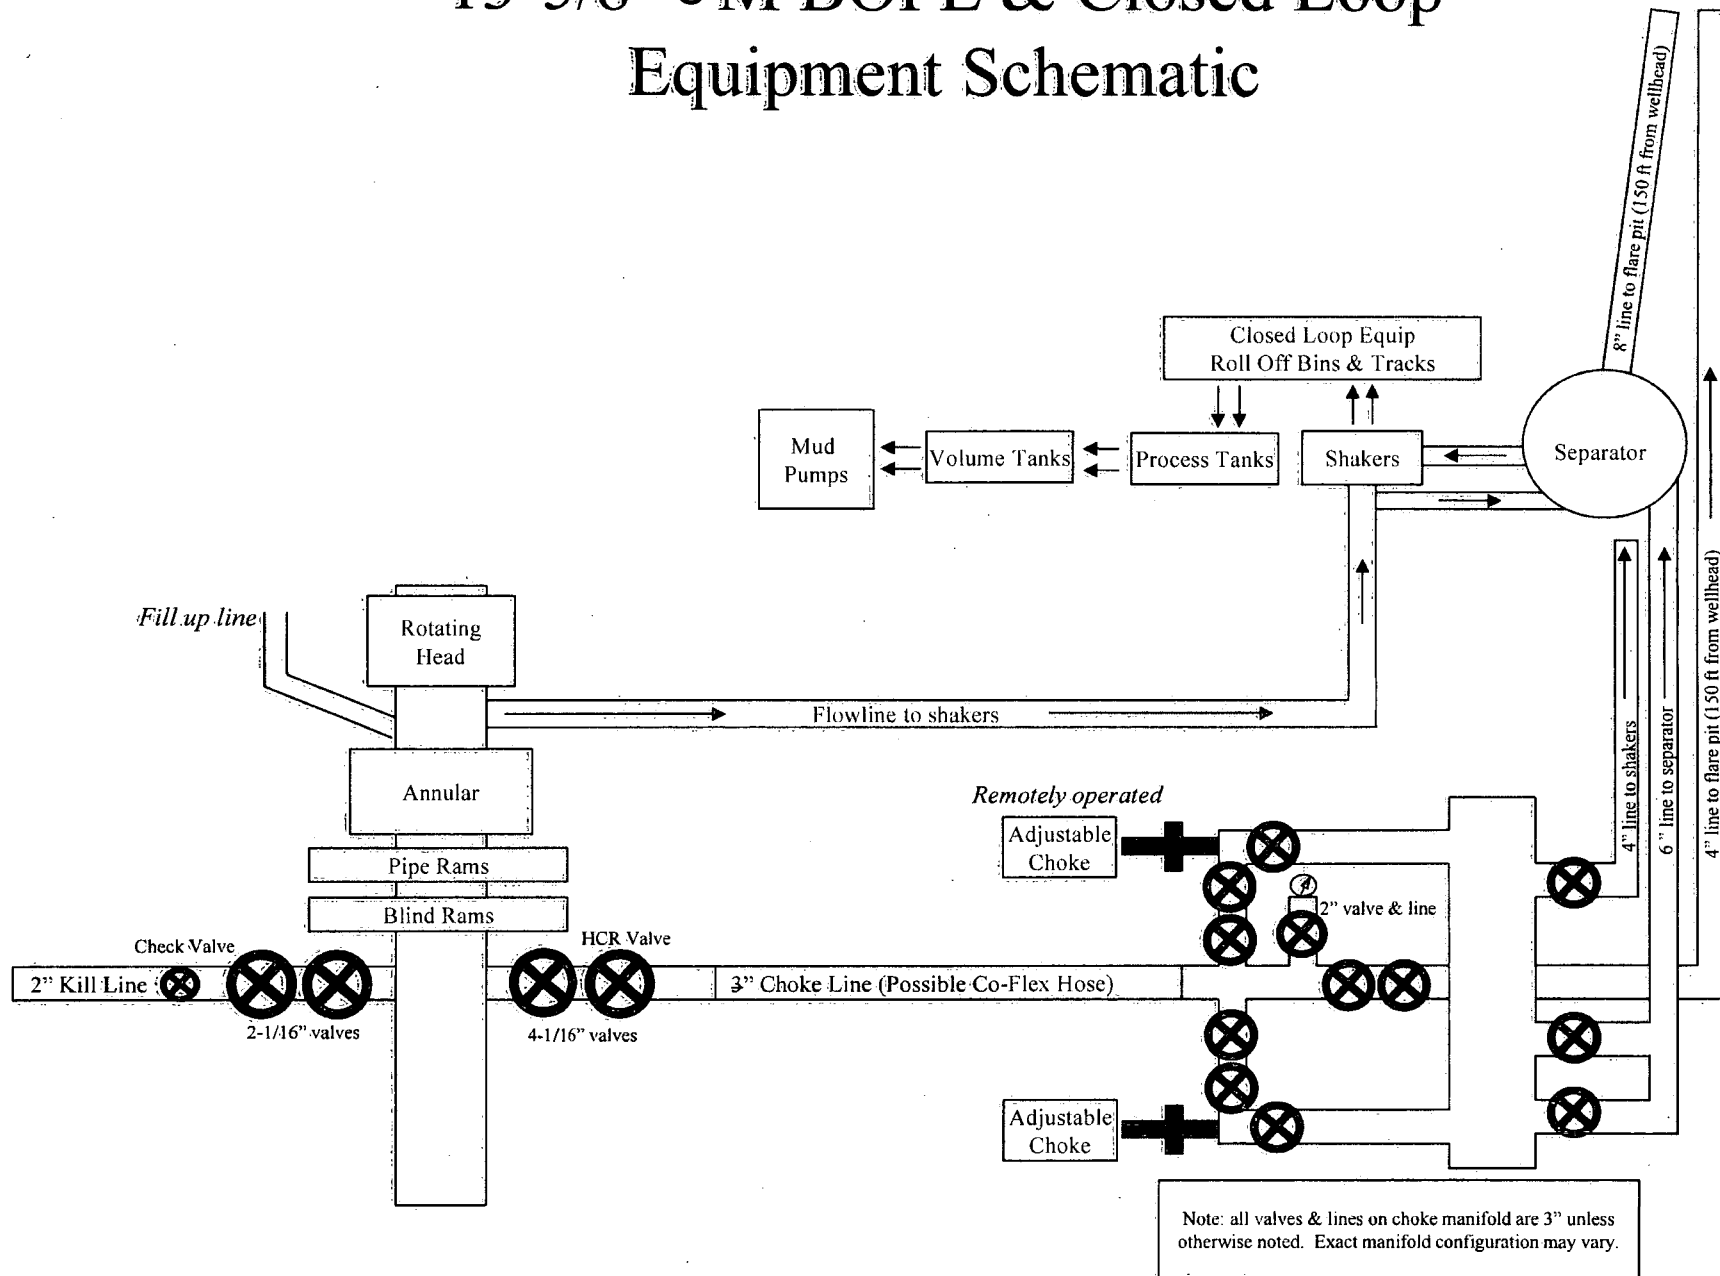 & Closed Loop
Equipment Schematic
8" line to flare pit (150 ft from wellhead)
Closed Loop Equip
Roll Off Bins & Tracks
Mud
Pumps
Volume Tanks
Process Tanks
Shakers
Separator
Fill up line
Rotating
Head
Flowline to shakers
Annular
Pipe Rams
Blind Rams
Remotely operated
Adjustable
Choke
4" line to shakers
6" line to separator
4" line to flare pit (150 ft from wellhead)
2" valve & line
Check Valve
HCR Valve
2" Kill Line
3" Choke Line (Possible Co-Flex Hose)
2-1/16" valves
4-1/16" valves
Adjustable
Choke
Note: all valves & lines on choke manifold are 3" unless
otherwise noted. Exact manifold configuration may vary.